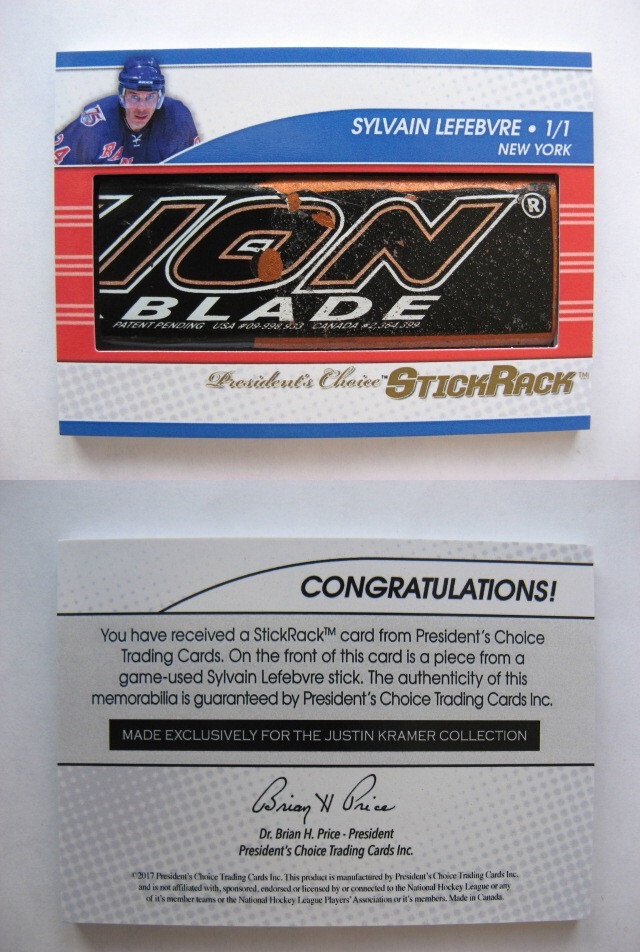 SYLVAIN LEFEBVRE • 1/1
NEW YORK
ION®
BLADE
PATENT PENDING USA #09-998,933 CANADA #2,364,399
President's Choice™ STICKRACK™
CONGRATULATIONS!
You have received a StickRack™ card from President's Choice
Trading Cards. On the front of this card is a piece from a
game-used Sylvain Lefebvre stick. The authenticity of this
memorabilia is guaranteed by President's Choice Trading Cards Inc.
MADE EXCLUSIVELY FOR THE JUSTIN KRAMER COLLECTION
Brian H Price
Dr. Brian H. Price - President
President's Choice Trading Cards Inc.
©2017 President's Choice Trading Cards Inc. This product is manufactured by President's Choice Trading Cards Inc.
and is not affiliated with, sponsored, endorsed or licensed by or connected to the National Hockey League or any
of it's member teams or the National Hockey League Players' Association or it's members. Made in Canada.